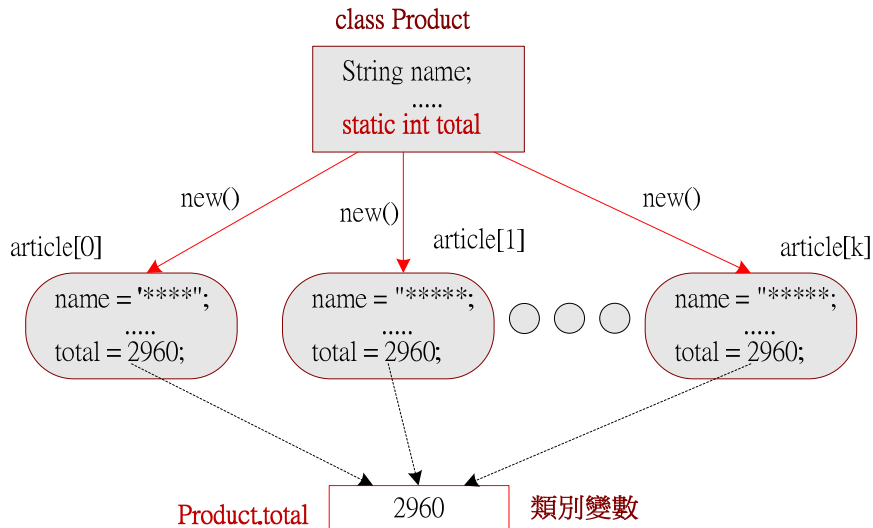 class Product
String name;
.....
static int total
new()
new()
new()
article[0]
article[1]
article[k]
name = '****";
.....
total = 2960;
name = "*****;
.....
total = 2960;
name = "*****;
.....
total = 2960;
Product.total
2960
類別變數